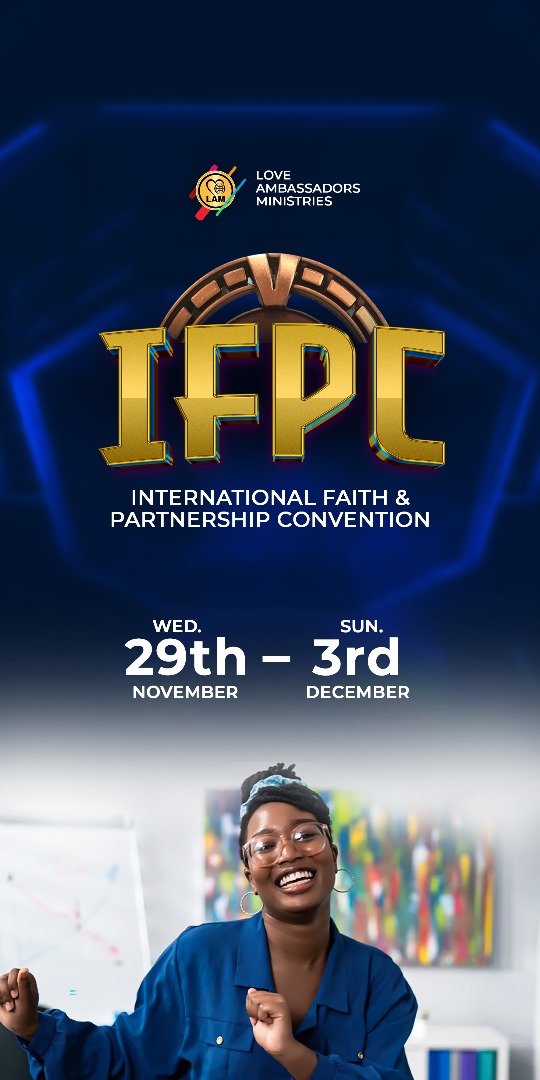 LAM
LOVE
AMBASSADORS
MINISTRIES
IFPC
INTERNATIONAL FAITH &
PARTNERSHIP CONVENTION
WED. SUN.
29th – 3rd
NOVEMBER DECEMBER